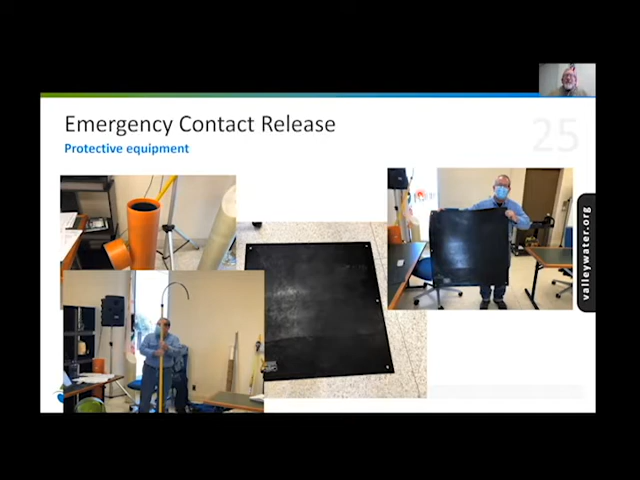 Emergency Contact Release
25
Protective equipment
valleywater.org